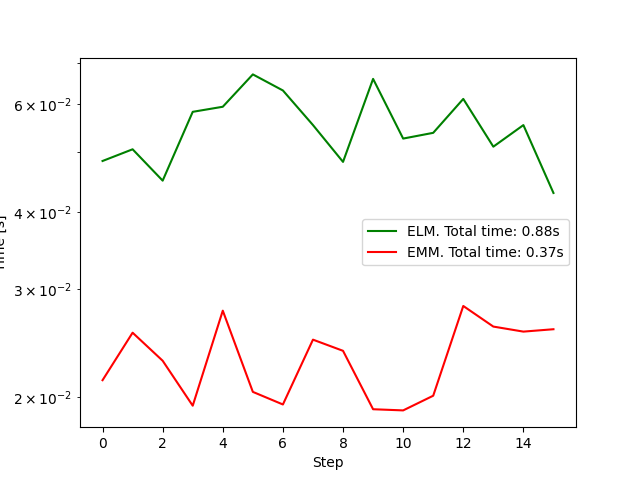 6 × 10⁻²
4 × 10⁻²
3 × 10⁻²
2 × 10⁻²
Time [s]
ELM. Total time: 0.88s
EMM. Total time: 0.37s
0 2 4 6 8 10 12 14
Step